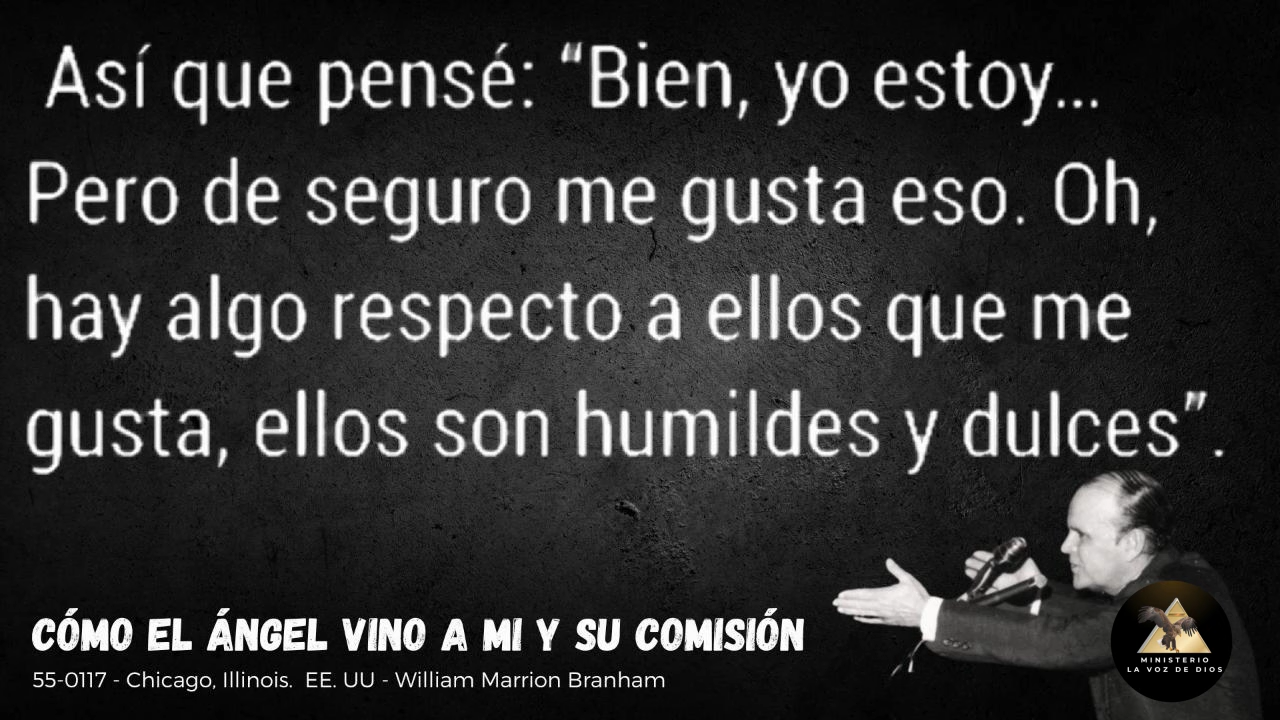 Así que pensé: “Bien, yo estoy...
Pero de seguro me gusta eso. Oh,
hay algo respecto a ellos que me
gusta, ellos son humildes y dulces”.
CÓMO EL ÁNGEL VINO A MI Y SU COMISIÓN
55-0117 - Chicago, Illinois. EE. UU - William Marrion Branham
MINISTERIO
LA VOZ DE DIOS